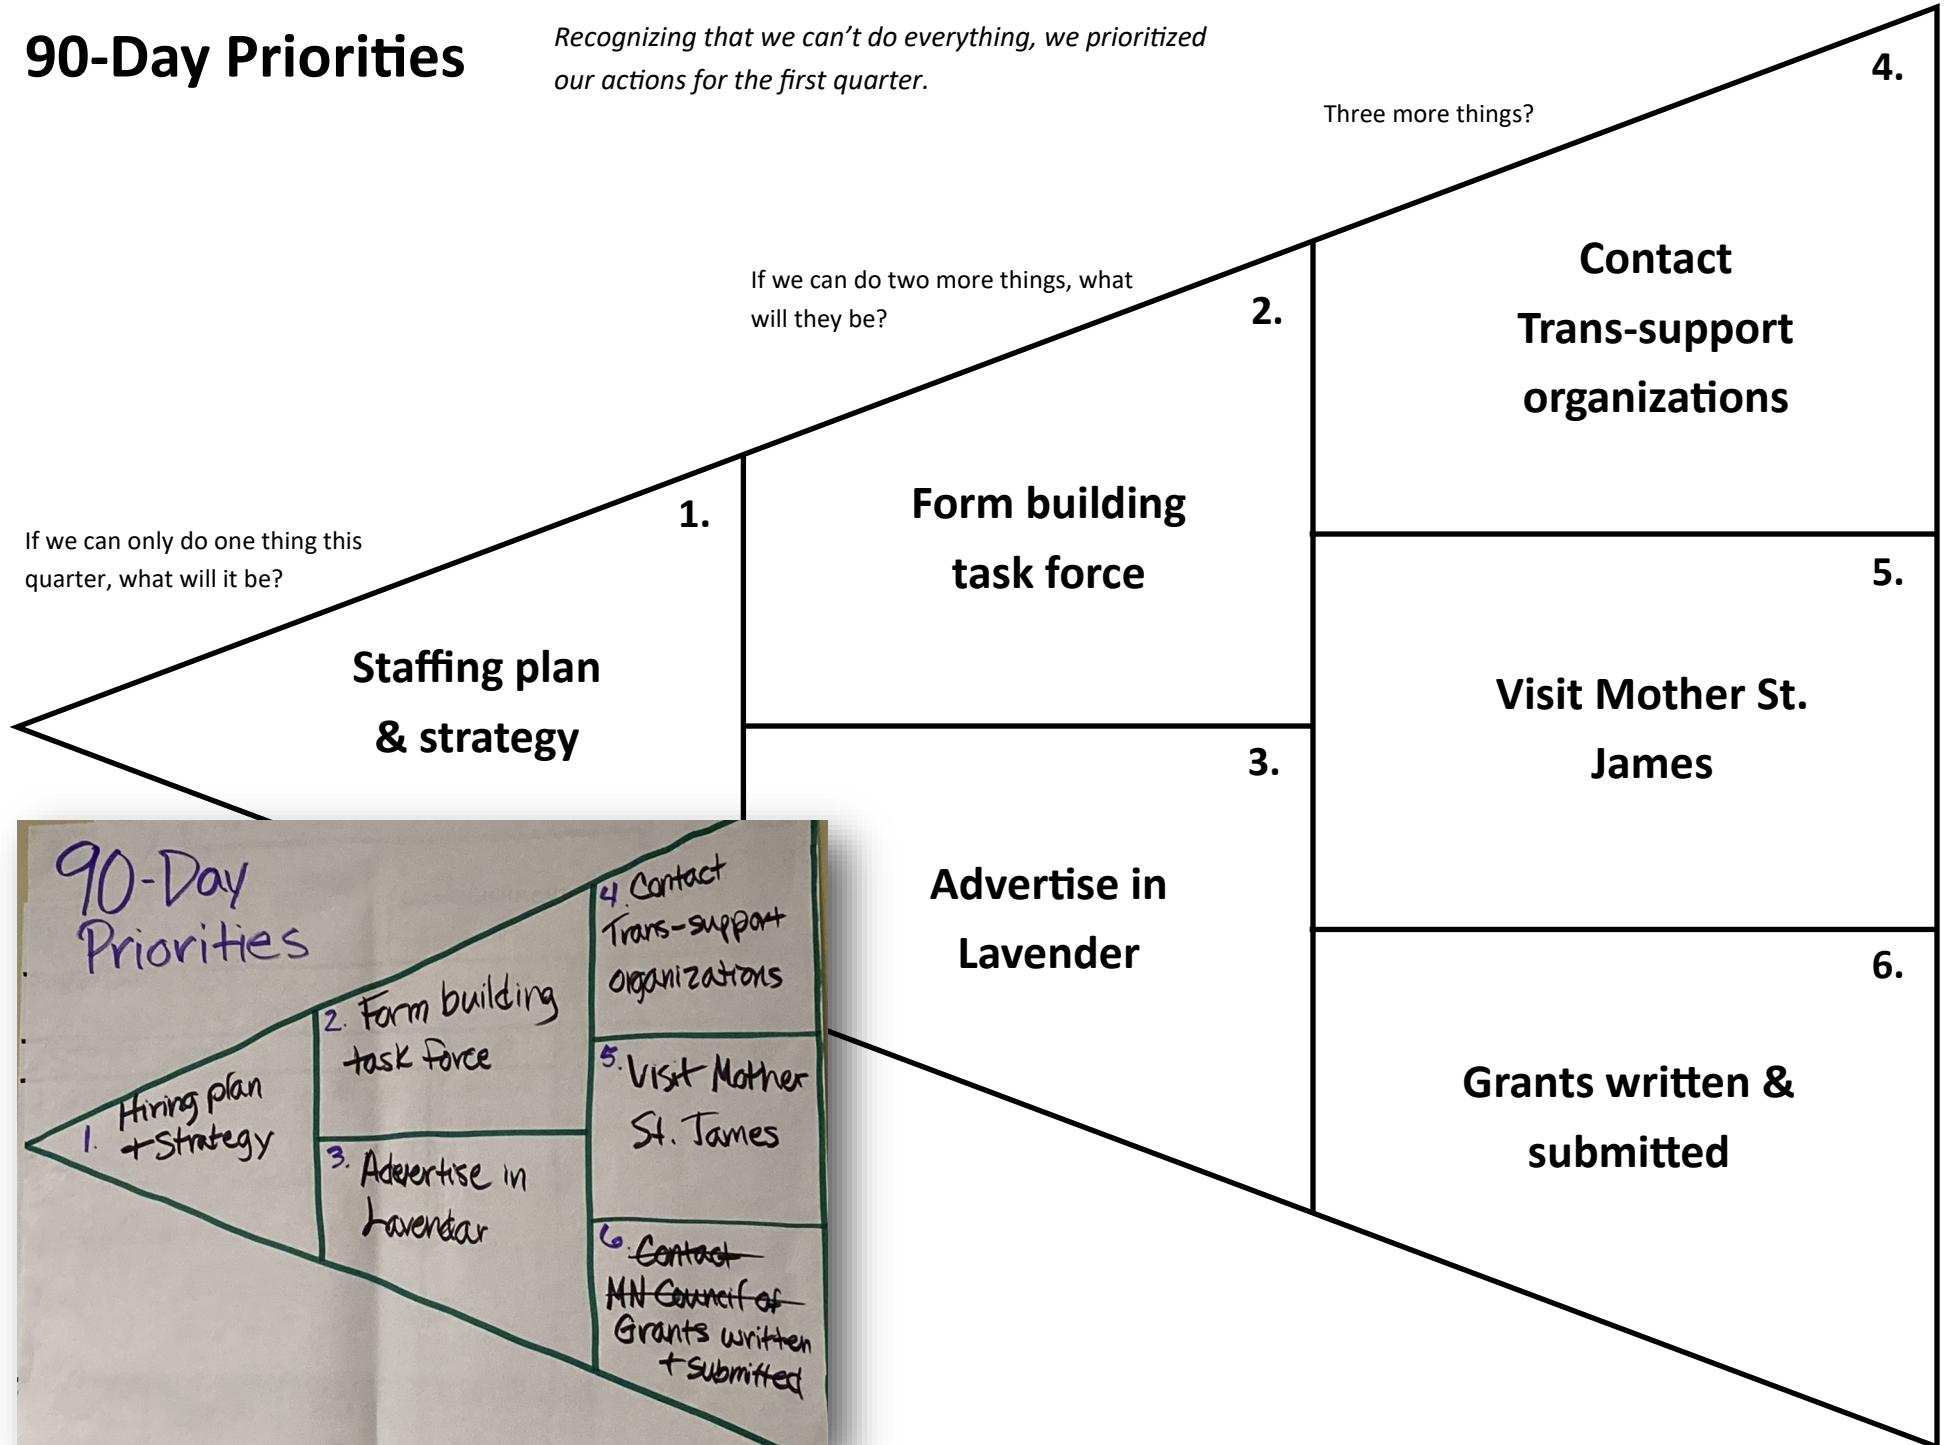 90-Day Priorities
Recognizing that we can't do everything, we prioritized
our actions for the first quarter.
If we can only do one thing this
quarter, what will it be?
1.
Staffing plan
& strategy
If we can do two more things, what
will they be?
2.
Form building
task force
3.
Advertise in
Lavender
Three more things?
4.
Contact
Trans-support
organizations
5.
Visit Mother St.
James
6.
Grants written &
submitted
90-Day
Priorities
1. Hiring plan
+ Strategy
2. Form building
task force
3. Advertise in
Lavendar
4. Contact
Trans-support
organizations
5. Visit Mother
St. James
6. Contact
MN Council of
Grants written
+ submitted